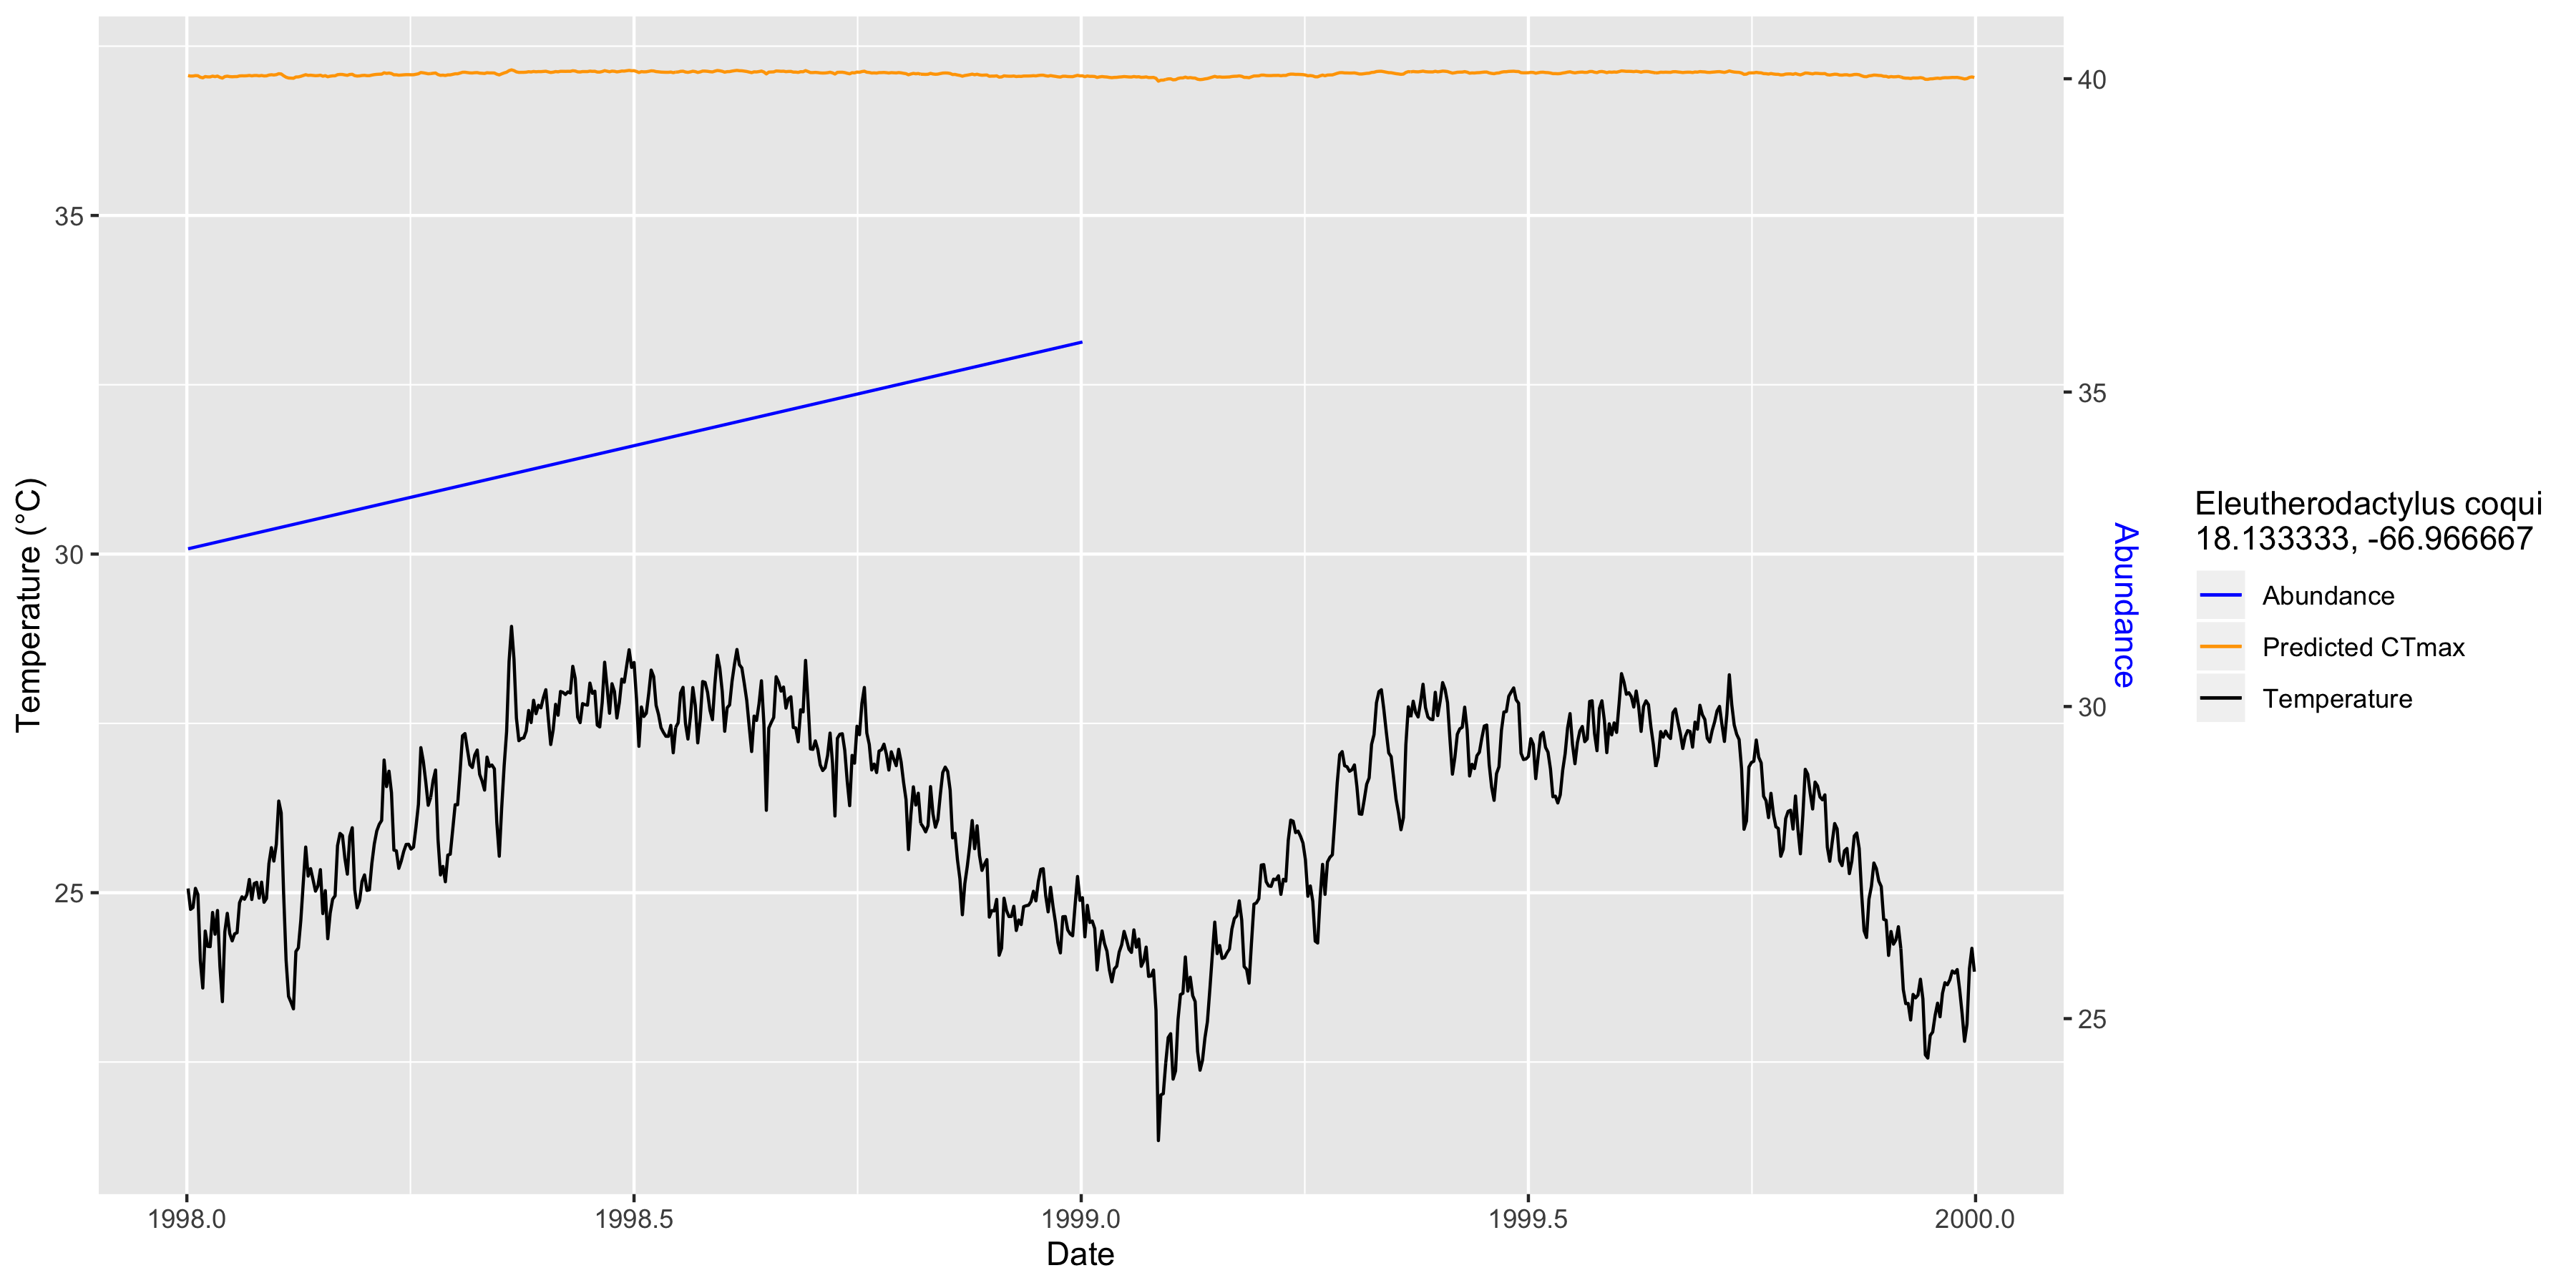 Temperature (°C)
35
30
25
40
35
30
25
Abundance
1998.0
1998.5
1999.0
1999.5
2000.0
Date
Eleutherodactylus coqui
18.133333, -66.966667
Abundance
Predicted CTmax
Temperature